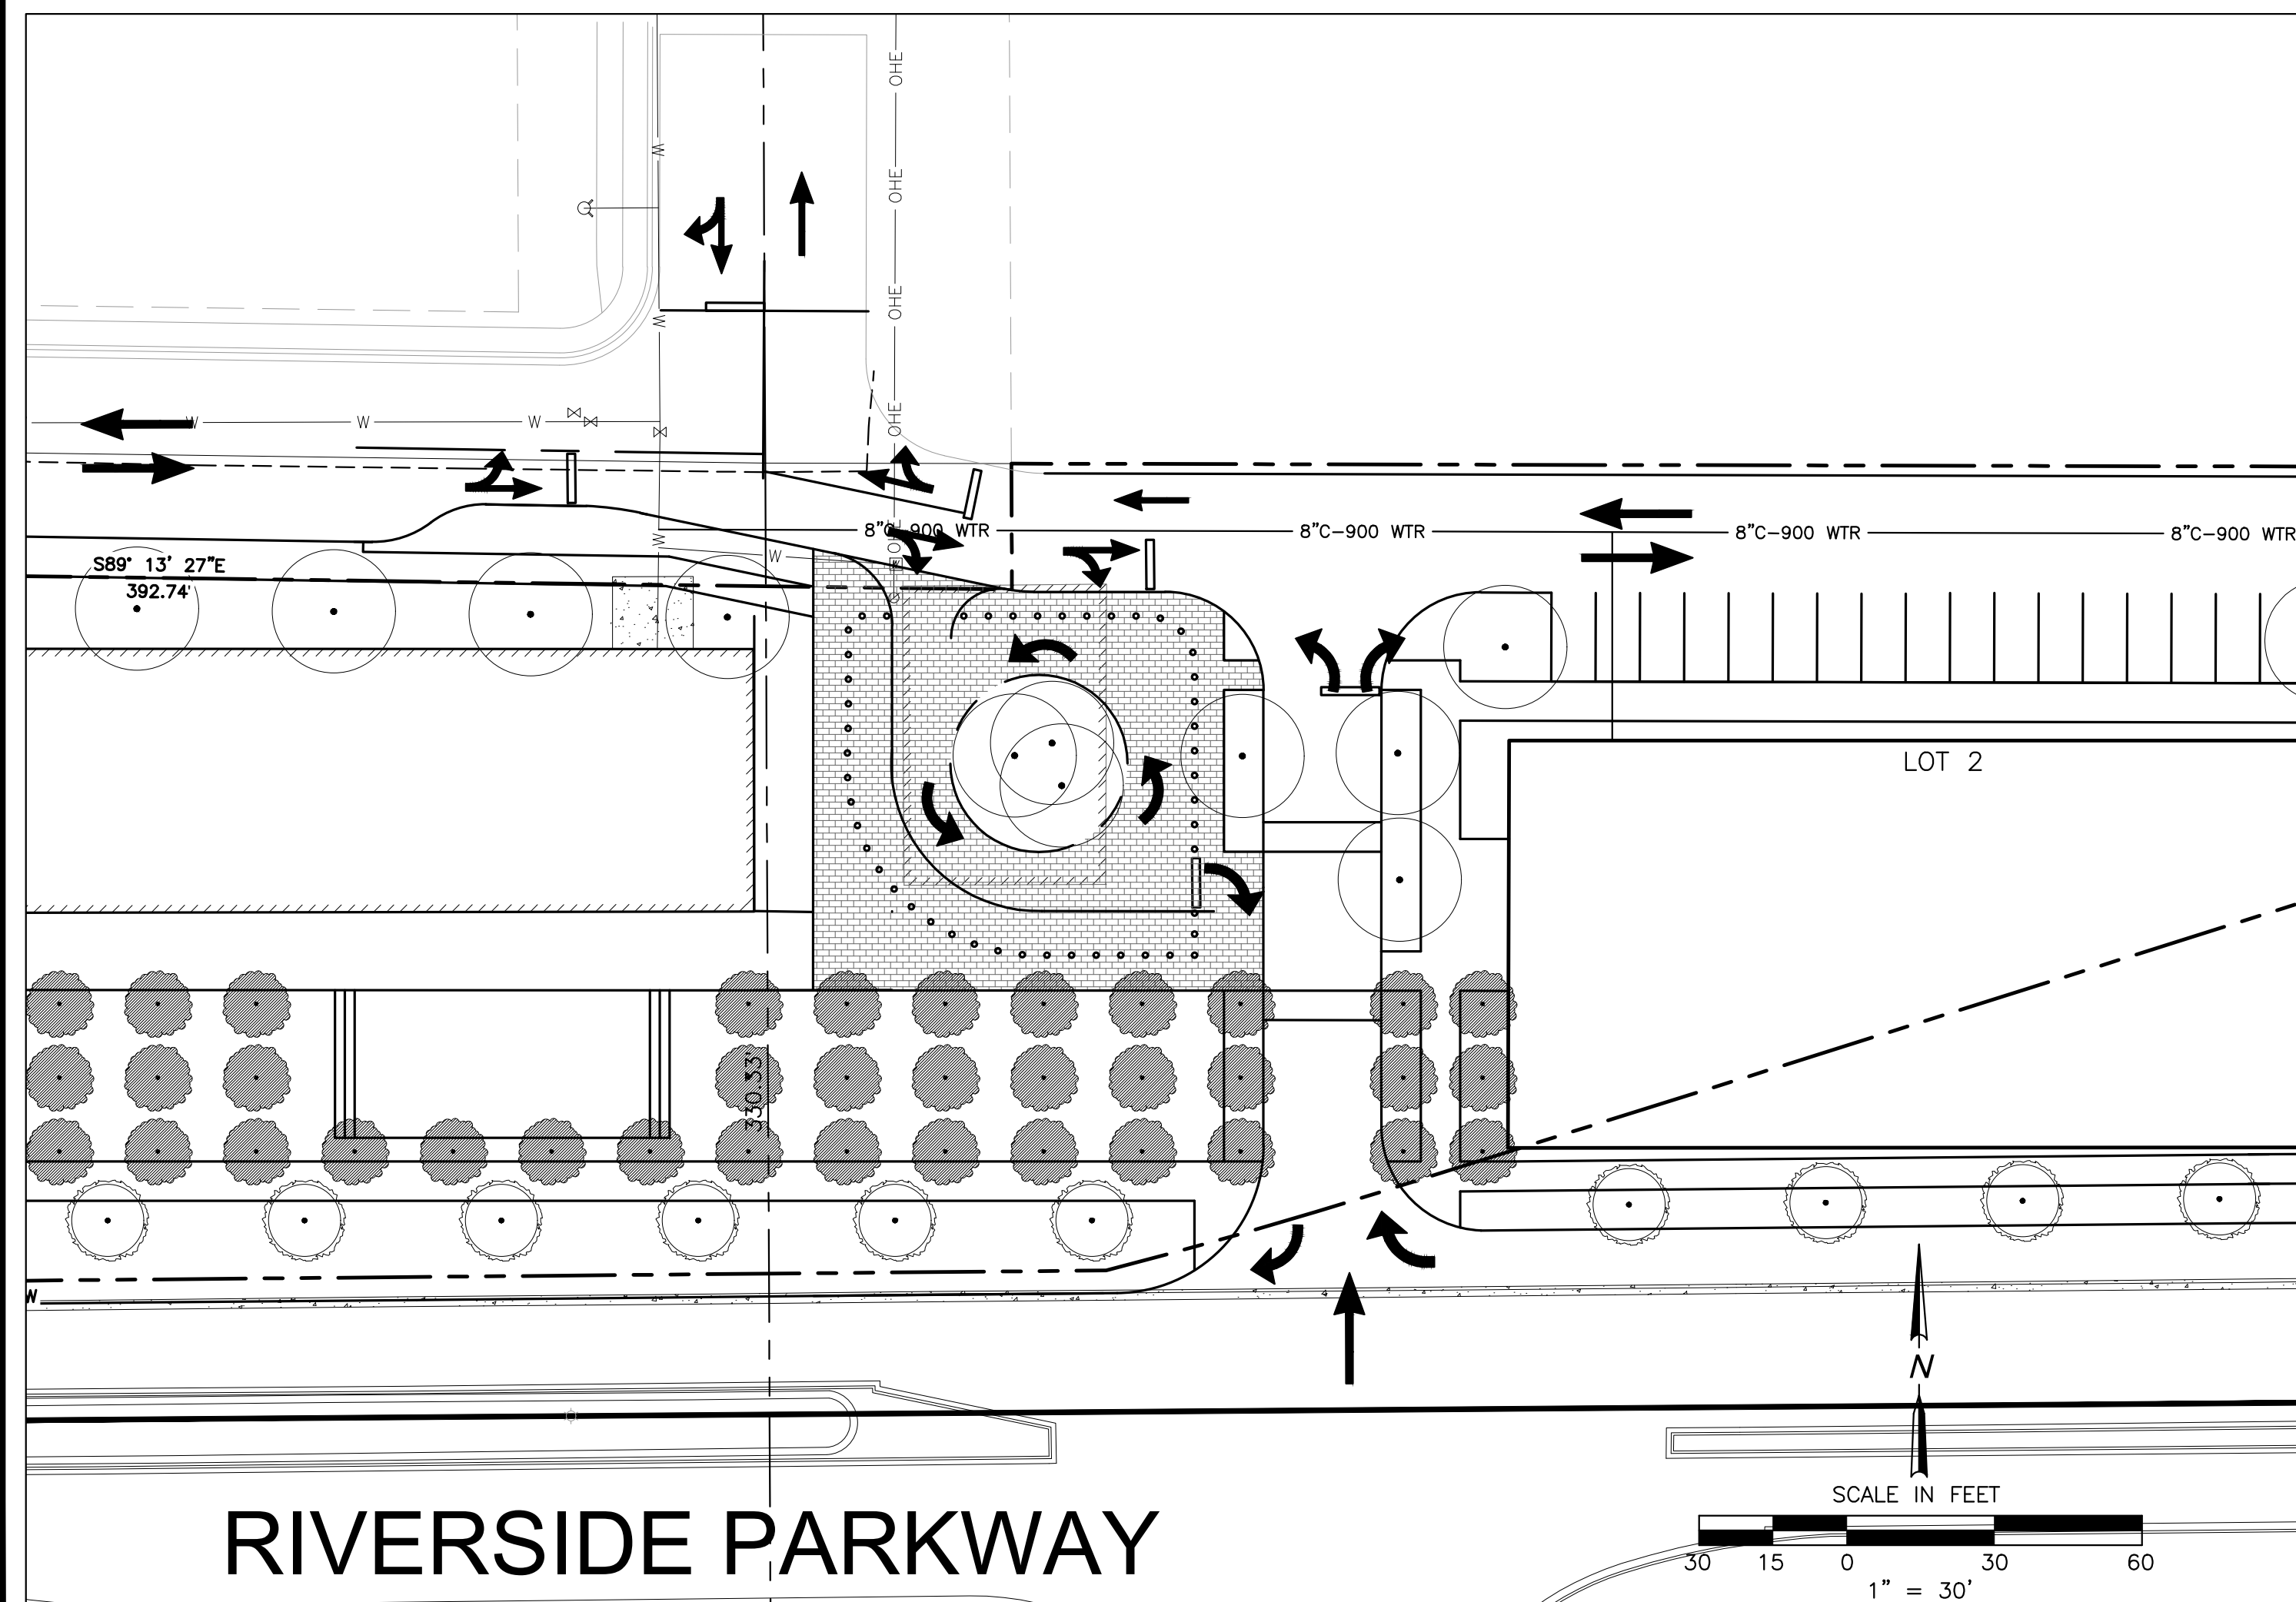 OHE
OHE
OHE
OHE
OHE
W
W
W
W
W
W
W
W
8"C-900 WTR
8"C-900 WTR
8"C-900 WTR
8"C-900 WTR
S89° 13' 27"E
392.74'
LOT 2
330.33'
W
N
RIVERSIDE PARKWAY
SCALE IN FEET
30 15 0 30 60
1" = 30'